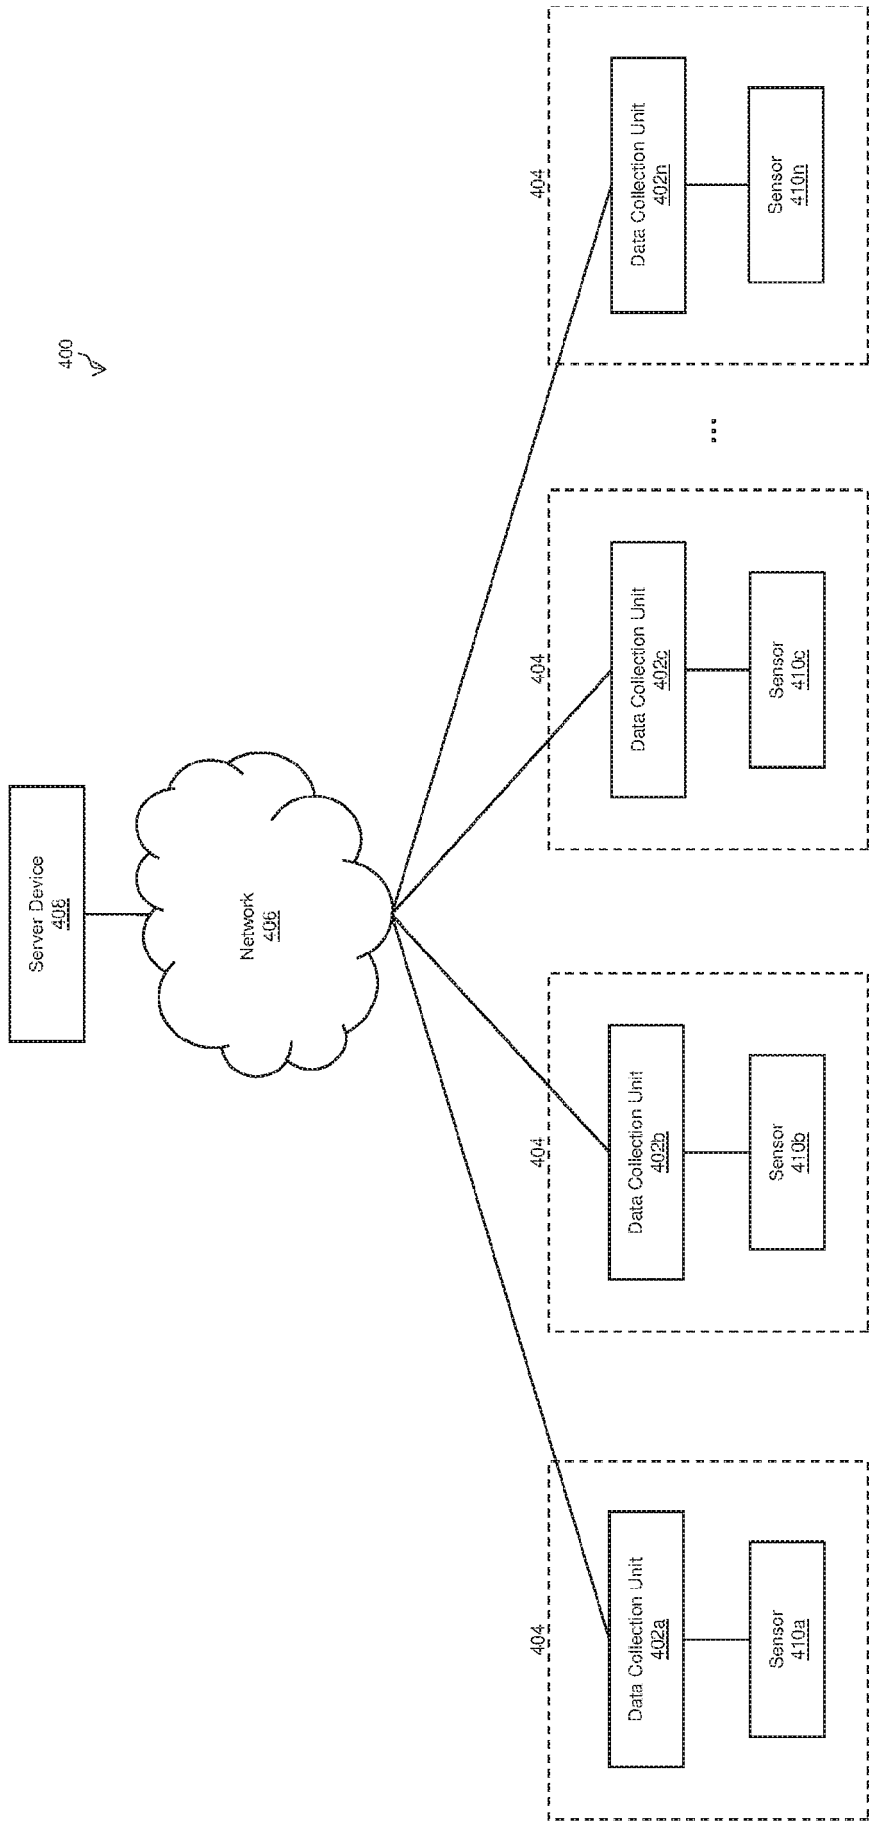 400
Server Device
408
Network
406
404
Data Collection Unit
402a
Sensor
410a
404
Data Collection Unit
402b
Sensor
410b
404
Data Collection Unit
402c
Sensor
410c
...
404
Data Collection Unit
402n
Sensor
410n